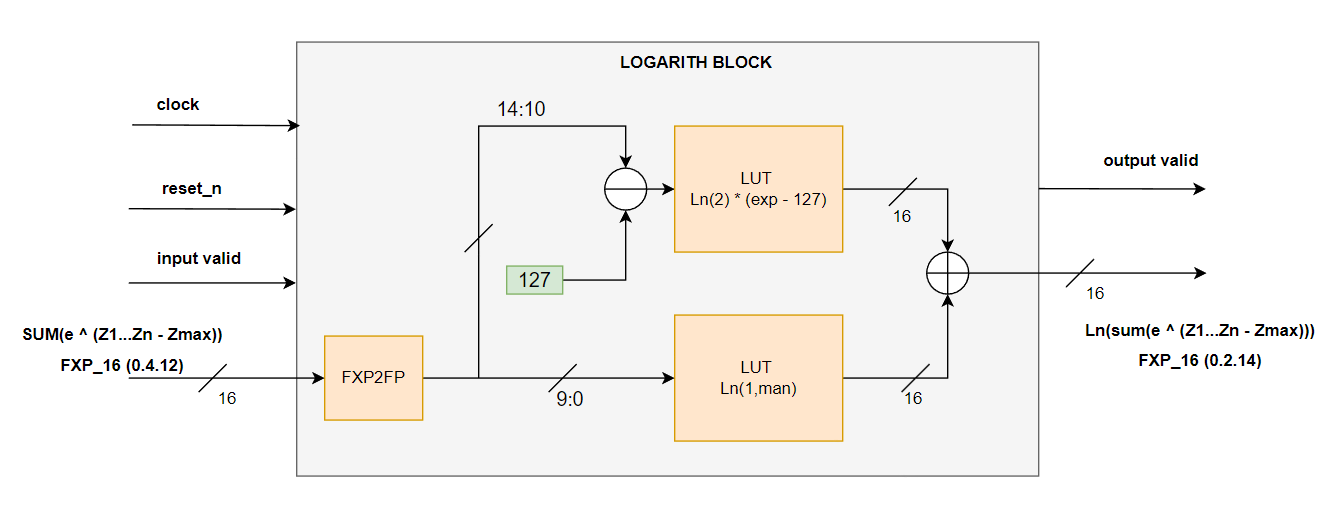 LOGARITH BLOCK
clock
14:10
reset_n
LUT
Ln(2) * (exp - 127)
output valid
16
input valid
127
16
SUM(e ^ (Z1...Zn - Zmax))
FXP_16 (0.4.12)
16
FXP2FP
9:0
LUT
Ln(1,man)
16
Ln(sum(e ^ (Z1...Zn - Zmax)))
FXP_16 (0.2.14)